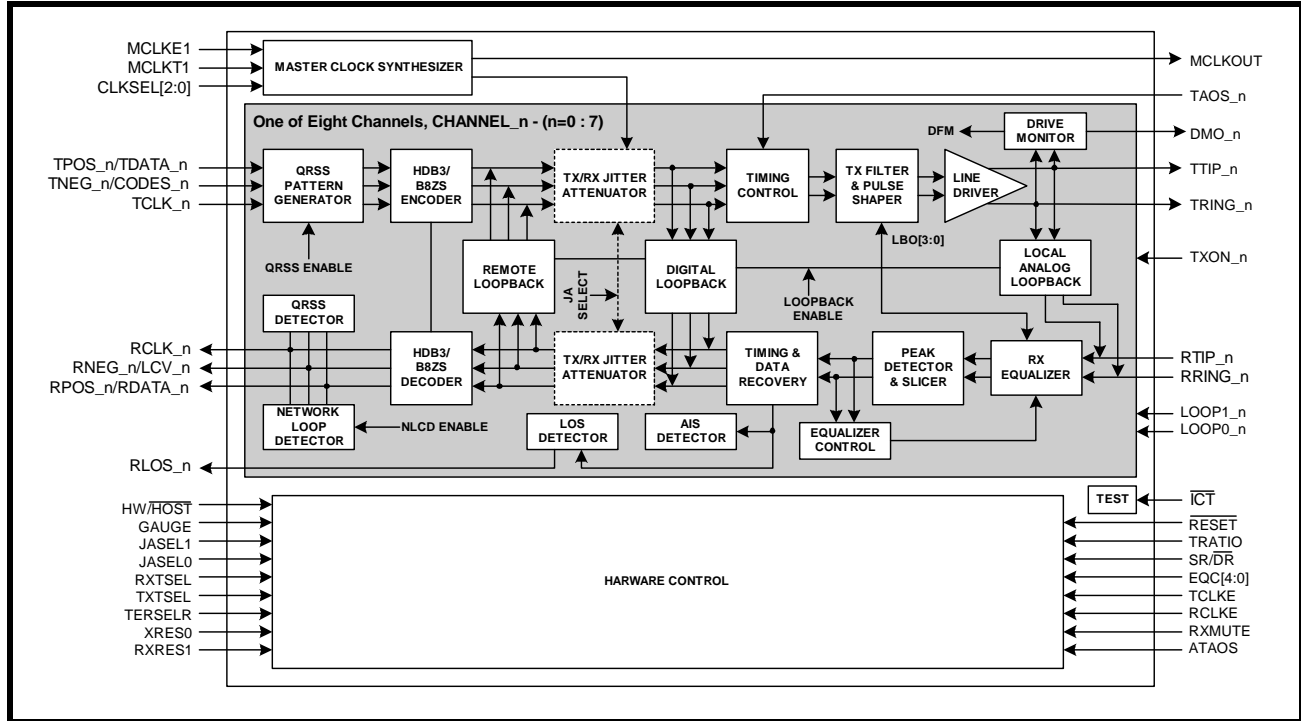 MCLKE1
MCLKT1
CLKSEL[2:0]
MASTER CLOCK SYNTHESIZER
MCLKOUT
TAOS_n
One of Eight Channels, CHANNEL_n - (n=0 : 7)
DFM
DRIVE
MONITOR
DMO_n
TPOS_n/TDATA_n
TNEG_n/CODES_n
TCLK_n
QRSS
PATTERN
GENERATOR
HDB3/
B8ZS
ENCODER
TX/RX JITTER
ATTENUATOR
TIMING
CONTROL
TX FILTER
& PULSE
SHAPER
LINE
DRIVER
TTIP_n
TRING_n
QRSS ENABLE
REMOTE
LOOPBACK
JA
SELECT
DIGITAL
LOOPBACK
LBO[3:0]
LOOPBACK
ENABLE
LOCAL
ANALOG
LOOPBACK
TXON_n
QRSS
DETECTOR
RCLK_n
RNEG_n/LCV_n
RPOS_n/RDATA_n
HDB3/
B8ZS
DECODER
TX/RX JITTER
ATTENUATOR
TIMING &
DATA
RECOVERY
PEAK
DETECTOR
& SLICER
RX
EQUALIZER
RTIP_n
RRING_n
NETWORK
LOOP
DETECTOR
NLCD ENABLE
LOS
DETECTOR
AIS
DETECTOR
EQUALIZER
CONTROL
LOOP1_n
LOOP0_n
RLOS_n
TEST
ICT
HW/HOST
GAUGE
JASEL1
JASEL0
RXTSEL
TXTSEL
TERSELR
XRES0
RXRES1
HARWARE CONTROL
RESET
TRATIO
SR/DR
EQC[4:0]
TCLKE
RCLKE
RXMUTE
ATAOS